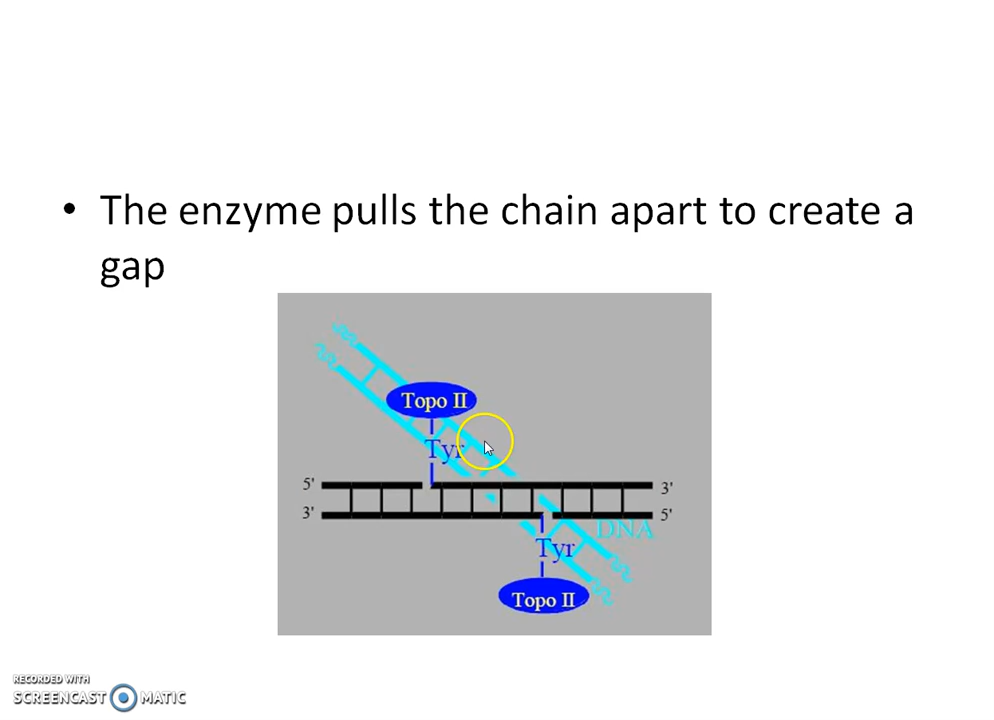 • The enzyme pulls the chain apart to create a
gap
Topo II
Tyr
5' 3'
3' 5'
DNA
Tyr
Topo II
RECORDED WITH
SCREENCAST MATIC